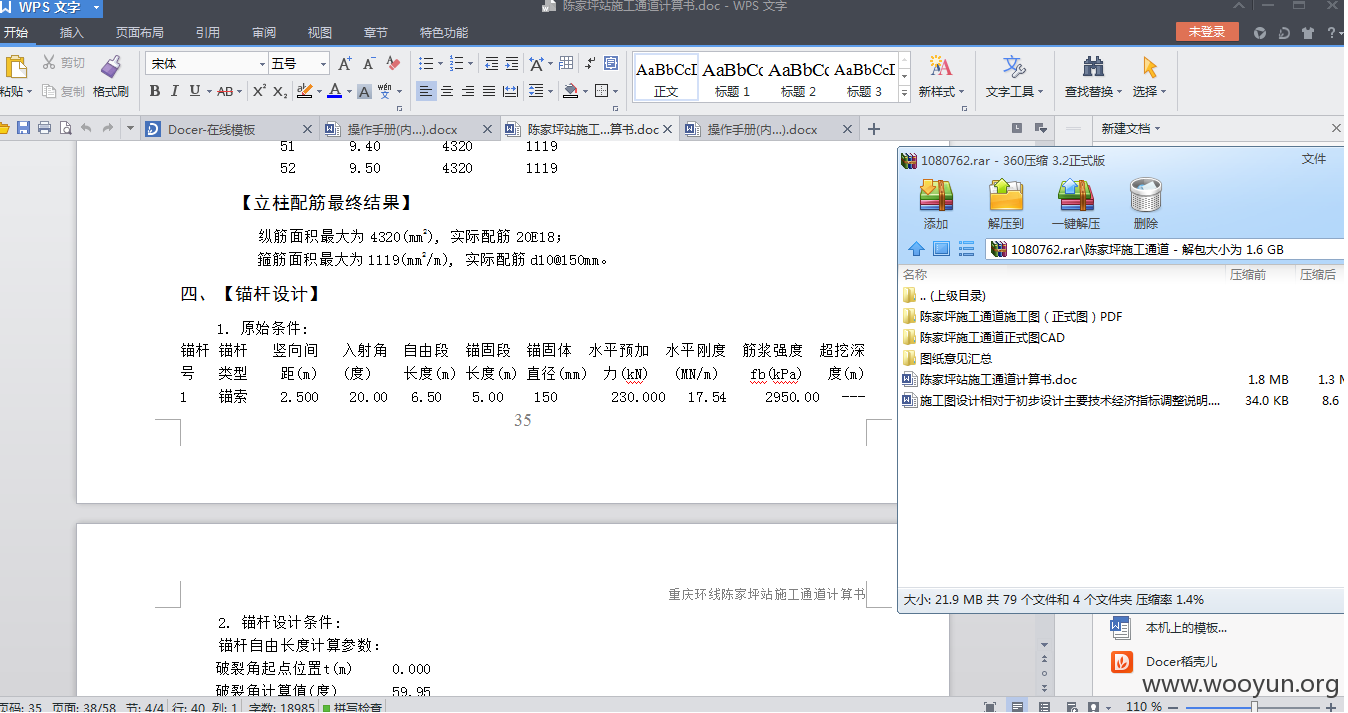 WPS 文字
陈家坪站施工通道计算书.doc - WPS 文字
开始 插入 页面布局 引用 审阅 视图 章节 特色功能 未登录
剪切
粘贴 复制 格式刷
宋体 五号
B I U AB X² X₂ A A wén 文
AaBbCcI AaBbCc AaBbCc AaBbCcI
正文 标题 1 标题 2 标题 3 新样式 文字工具 查找替换 选择
Docer-在线模板 操作手册(内...).docx 陈家坪站施工...算书.doc 操作手册(内...).docx 新建文档
51 9.40 4320 1119
52 9.50 4320 1119
【立柱配筋最终结果】
纵筋面积最大为4320(mm²), 实际配筋20E18;
箍筋面积最大为1119(mm²/m), 实际配筋d10@150mm。
四、【锚杆设计】
1. 原始条件:
锚杆 锚杆 竖向间 入射角 自由段 锚固段 锚固体 水平预加 水平刚度 筋浆强度 超挖深
号 类型 距(m) (度) 长度(m) 长度(m) 直径(mm) 力(kN) (MN/m) fb(kPa) 度(m)
1 锚索 2.500 20.00 6.50 5.00 150 230.000 17.54 2950.00 ---
35
重庆环线陈家坪站施工通道计算书
2. 锚杆设计条件:
锚杆自由长度计算参数:
破裂角起点位置t(m) 0.000
破裂角计算值(度) 59.95
1080762.rar - 360压缩 3.2正式版 文件
添加 解压到 一键解压 删除
1080762.rar\陈家坪施工通道 - 解包大小为 1.6 GB
名称 压缩前 压缩后
.. (上级目录)
陈家坪施工通道施工图（正式图）PDF
陈家坪施工通道正式图CAD
图纸意见汇总
陈家坪站施工通道计算书.doc 1.8 MB 1.3 M
施工图设计相对于初步设计主要技术经济指标调整说明.... 34.0 KB 8.6
大小: 21.9 MB 共 79 个文件和 4 个文件夹 压缩率 1.4%
本机上的模板...
Docer稻壳儿
www.wooyun.org
页码: 35 页面: 38/58 节: 4/4 行: 40 列: 1 字数: 18985 拼写检查 110 %